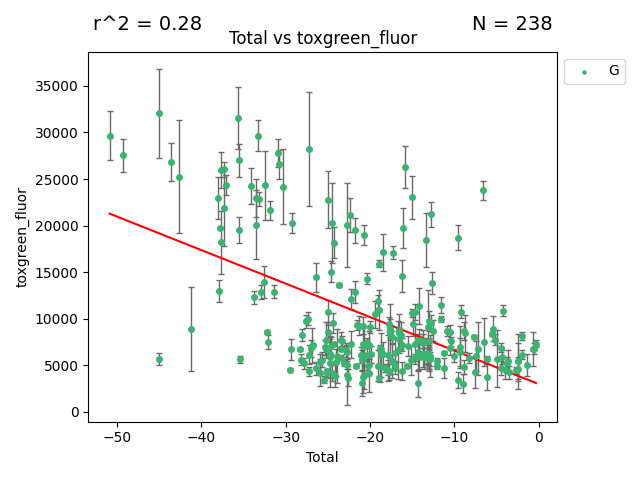 r^2 = 0.28 N = 238
Total vs toxgreen_fluor
G
35000
30000
25000
20000
15000
10000
5000
0
toxgreen_fluor
−50 −40 −30 −20 −10 0
Total